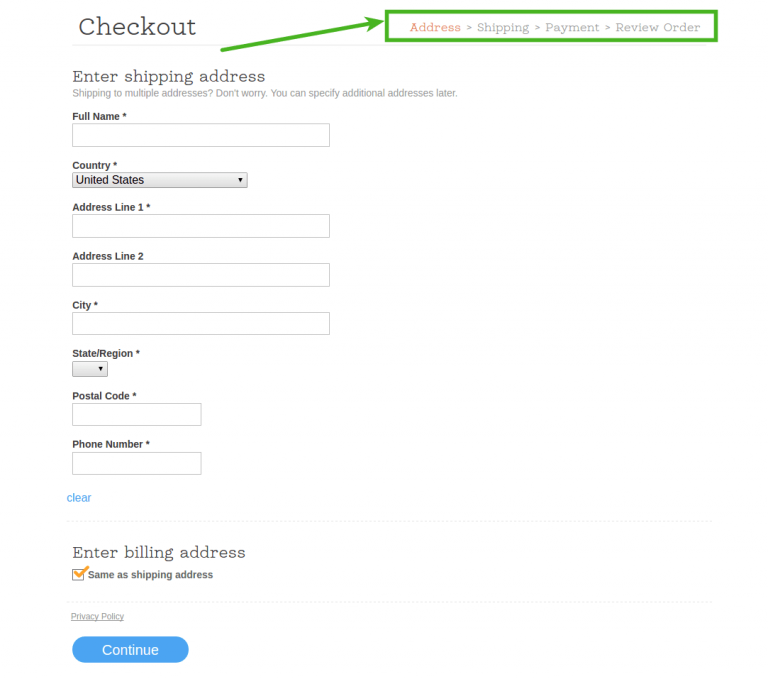 Checkout
Address > Shipping > Payment > Review Order
Enter shipping address
Shipping to multiple addresses? Don't worry. You can specify additional addresses later.
Full Name *
Country *
United States
Address Line 1 *
Address Line 2
City *
State/Region *
Postal Code *
Phone Number *
clear
Enter billing address
Same as shipping address
Privacy Policy
Continue